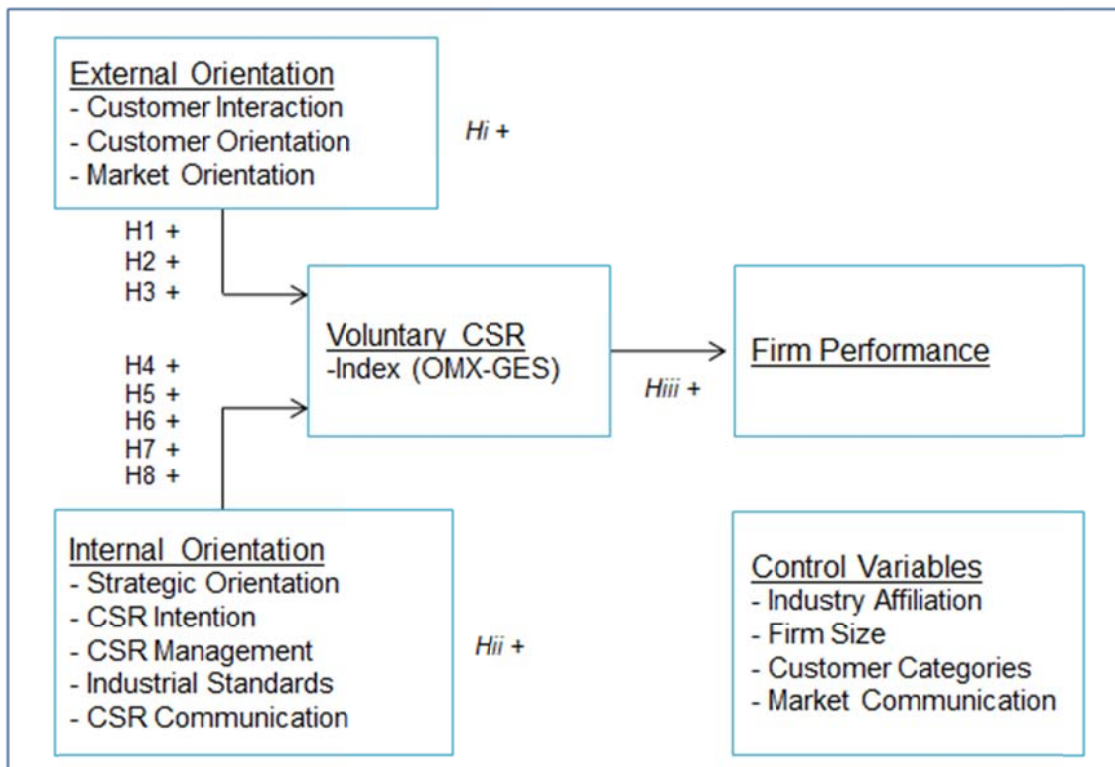 External Orientation
- Customer Interaction
- Customer Orientation
- Market Orientation
Hi +
H1 +
H2 +
H3 +
Voluntary CSR
-Index (OMX-GES)
Hiii +
Firm Performance
H4 +
H5 +
H6 +
H7 +
H8 +
Internal Orientation
- Strategic Orientation
- CSR Intention
- CSR Management
- Industrial Standards
- CSR Communication
Hii +
Control Variables
- Industry Affiliation
- Firm Size
- Customer Categories
- Market Communication